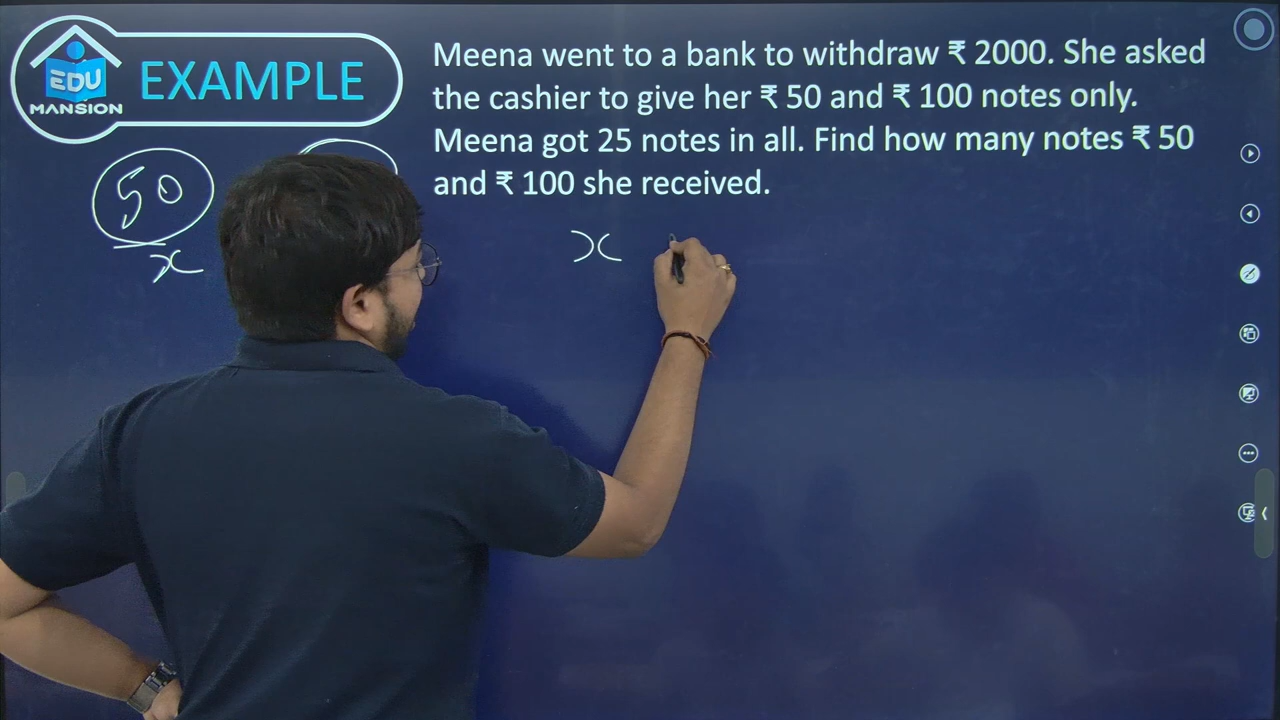 EDU
MANSION
EXAMPLE
Meena went to a bank to withdraw ₹ 2000. She asked
the cashier to give her ₹ 50 and ₹ 100 notes only.
Meena got 25 notes in all. Find how many notes ₹ 50
and ₹ 100 she received.
50
x
x